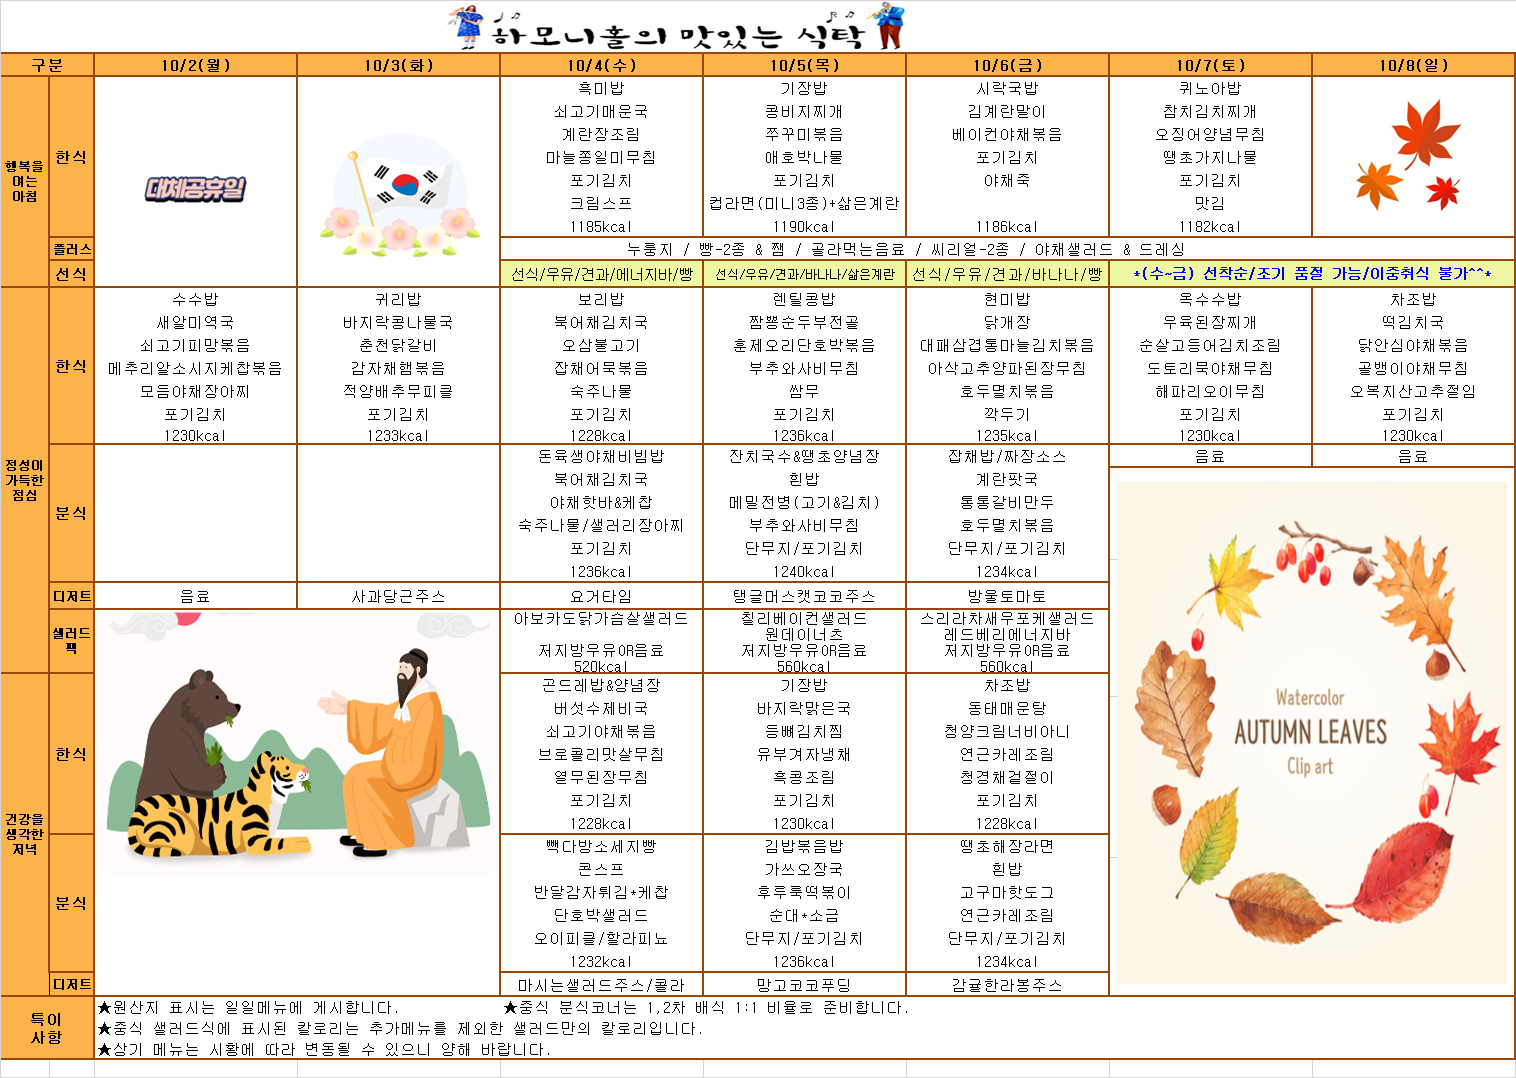 하모니홀의 맛있는 식탁
구분 10/2(월) 10/3(화) 10/4(수) 10/5(목) 10/6(금) 10/7(토) 10/8(일)
행복을
여는
아침
한식
대체공휴일
흑미밥
쇠고기매운국
계란장조림
마늘쫑일미무침
포기김치
크림스프
1185kcal
기장밥
콩비지찌개
쭈꾸미볶음
애호박나물
포기김치
컵라면(미니3종)+삶은계란
1190kcal
시락국밥
김계란말이
베이컨야채볶음
포기김치
야채죽
1186kcal
퀴노아밥
참치김치찌개
오징어양념무침
땡초가지나물
포기김치
맛김
1182kcal
플러스
누룽지 / 빵-2종 & 잼 / 골라먹는음료 / 씨리얼-2종 / 야채샐러드 & 드레싱
선식
선식/우유/견과/에너지바/빵
선식/우유/견과/바나나/삶은계란
선식/우유/견과/바나나/빵
*(수~금) 선착순/조기 품절 가능/이중취식 불가^^*
정성이
가득한
점심
한식
수수밥
새알미역국
쇠고기피망볶음
메추리알소시지케찹볶음
모듬야채장아찌
포기김치
1230kcal
귀리밥
바지락콩나물국
춘천닭갈비
감자채햄볶음
적양배추무피클
포기김치
1233kcal
보리밥
북어채김치국
오삼불고기
잡채어묵볶음
숙주나물
포기김치
1228kcal
렌틸콩밥
짬뽕순두부전골
훈제오리단호박볶음
부추와사비무침
쌈무
포기김치
1236kcal
현미밥
닭개장
대패삼겹통마늘김치볶음
아삭고추양파된장무침
호두멸치볶음
깍두기
1235kcal
옥수수밥
우육된장찌개
순살고등어김치조림
도토리묵야채무침
해파리오이무침
포기김치
1230kcal
차조밥
떡김치국
닭안심야채볶음
골뱅이야채무침
오복지산고추절임
포기김치
1230kcal
분식
돈육생야채비빔밥
북어채김치국
야채핫바&케찹
숙주나물/샐러리장아찌
포기김치
1236kcal
잔치국수&땡초양념장
흰밥
메밀전병(고기&김치)
부추와사비무침
단무지/포기김치
1240kcal
잡채밥/짜장소스
계란팟국
통통갈비만두
호두멸치볶음
단무지/포기김치
1234kcal
음료
음료
디저트
음료
사과당근주스
요거타임
탱글머스캣코코주스
방울토마토
샐러드
팩
아보카도닭가슴살샐러드
저지방우유OR음료
520kcal
칠리베이컨샐러드
원데이너츠
저지방우유OR음료
560kcal
스리라차새우포케샐러드
레드베리에너지바
저지방우유OR음료
560kcal
Watercolor
AUTUMN LEAVES
Clip art
건강을
생각한
저녁
한식
곤드레밥&양념장
버섯수제비국
쇠고기야채볶음
브로콜리맛살무침
열무된장무침
포기김치
1228kcal
기장밥
바지락맑은국
등뼈김치찜
유부겨자냉채
흑콩조림
포기김치
1230kcal
차조밥
동태매운탕
청양크림너비아니
연근카레조림
청경채겉절이
포기김치
1228kcal
분식
빽다방소세지빵
콘스프
반달감자튀김*케찹
단호박샐러드
오이피클/할라피뇨
1232kcal
김밥볶음밥
가쓰오장국
후루룩떡볶이
순대*소금
단무지/포기김치
1236kcal
땡초해장라면
흰밥
고구마핫도그
연근카레조림
단무지/포기김치
1234kcal
디저트
마시는샐러드주스/콜라
망고코코푸딩
감귤한라봉주스
특이
사항
★원산지 표시는 일일메뉴에 게시합니다. ★중식 분식코너는 1,2차 배식 1:1 비율로 준비합니다.
★중식 샐러드식에 표시된 칼로리는 추가메뉴를 제외한 샐러드만의 칼로리입니다.
★상기 메뉴는 시황에 따라 변동될 수 있으니 양해 바랍니다.